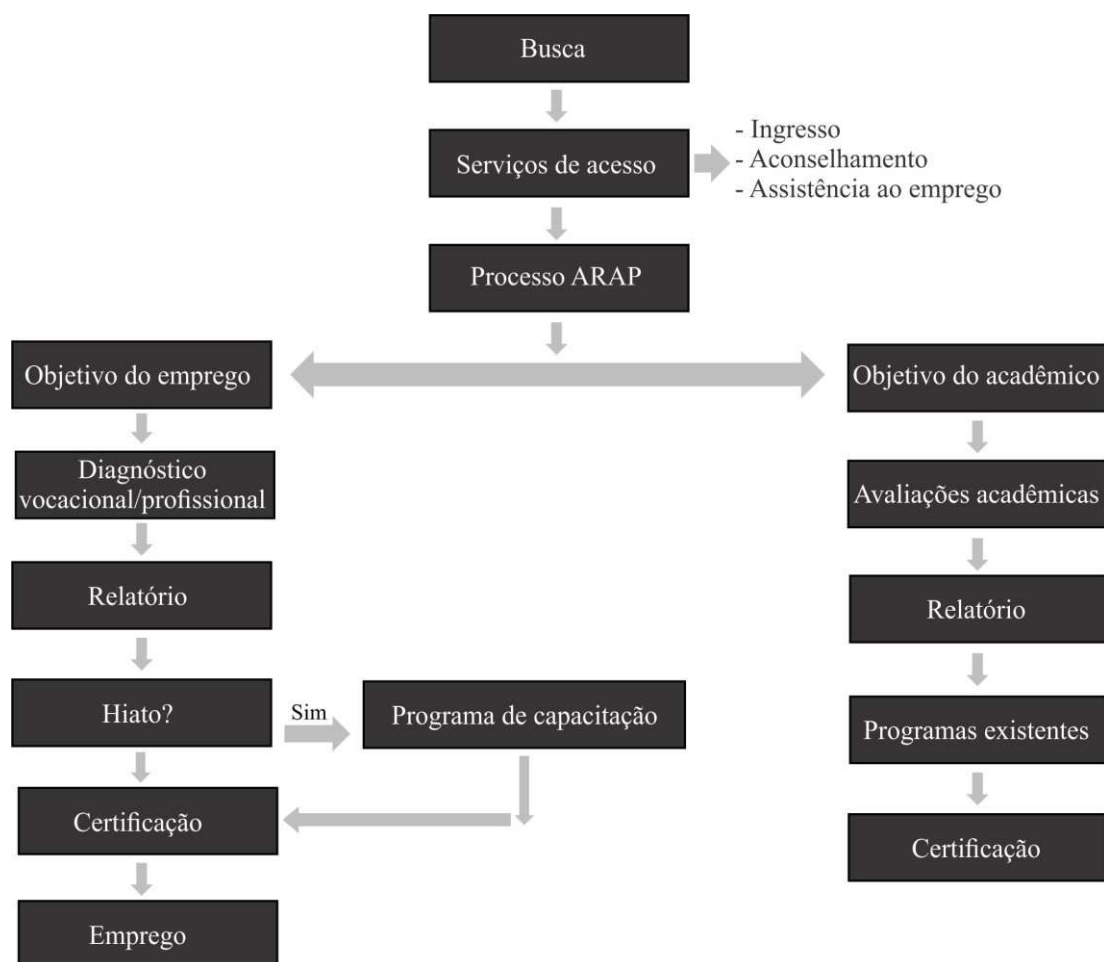 Busca
Serviços de acesso
- Ingresso
- Aconselhamento
- Assistência ao emprego
Processo ARAP
Objetivo do emprego
Objetivo do acadêmico
Diagnóstico
vocacional/profissional
Avaliações acadêmicas
Relatório
Relatório
Hiato?
Sim
Programa de capacitação
Programas existentes
Certificação
Certificação
Emprego